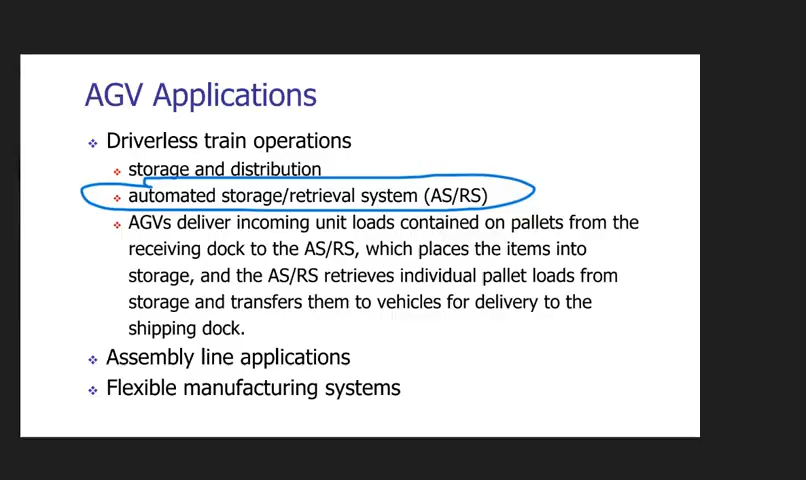 AGV Applications
Driverless train operations
storage and distribution
automated storage/retrieval system (AS/RS)
AGVs deliver incoming unit loads contained on pallets from the
receiving dock to the AS/RS, which places the items into
storage, and the AS/RS retrieves individual pallet loads from
storage and transfers them to vehicles for delivery to the
shipping dock.
Assembly line applications
Flexible manufacturing systems